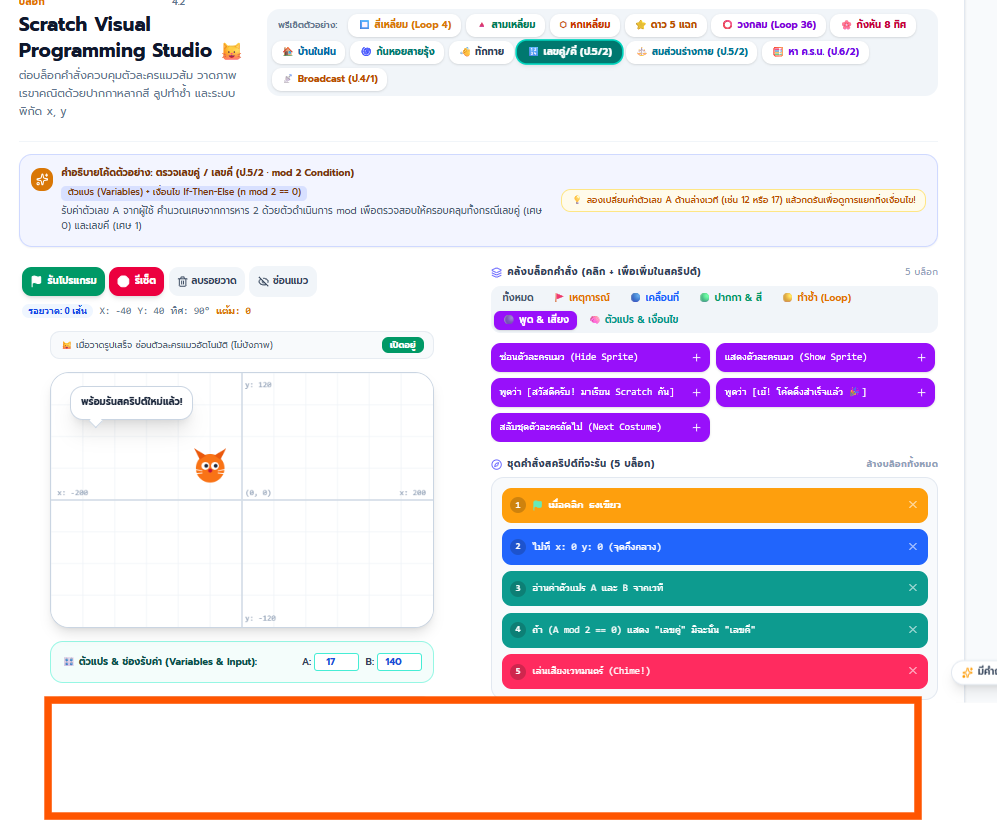 บล็อก 4.2
Scratch Visual
Programming Studio
ต่อบล็อกคำสั่งควบคุมตัวละครแมวส้ม วาดภาพ
เรขาคณิตด้วยปากกาหลากสี ลูปทำซ้ำ และระบบ
พิกัด x, y
พรีเซ็ตตัวอย่าง: สี่เหลี่ยม (Loop 4) สามเหลี่ยม หกเหลี่ยม ดาว 5 แฉก วงกลม (Loop 36) กังหัน 8 ทิศ
บ้านในฝัน ก้นหอยสายรุ้ง ทักทาย เลขคู่/คี่ (ป.5/2) สมส่วนร่างกาย (ป.5/2) หา ค.ร.น. (ป.6/2)
Broadcast (ป.4/1)
คำอธิบายโค้ดตัวอย่าง: ตรวจเลขคู่ / เลขคี่ (ป.5/2 · mod 2 Condition)
ตัวแปร (Variables) • เงื่อนไข If-Then-Else (n mod 2 == 0)
รับค่าตัวเลข A จากผู้ใช้ คำนวณเศษจากการหาร 2 ด้วยตัวดำเนินการ mod เพื่อตรวจสอบให้ครอบคลุมทั้งกรณีเลขคู่ (เศษ
0) และเลขคี่ (เศษ 1)
ลองเปลี่ยนค่าตัวเลข A ด้านล่างเวที (เช่น 12 หรือ 17) แล้วกดรันเพื่อดูการแยกกิ่งเงื่อนไข!
รันโปรแกรม รีเซ็ต ลบรอยวาด ซ่อนแมว
รอยวาด: 0 เส้น X: -40 Y: 40 ทิศ: 90° แต้ม: 0
เมื่อวาดรูปเสร็จ ซ่อนตัวละครแมวอัตโนมัติ (ไม่บังภาพ) เปิดอยู่
พร้อมรันสคริปต์ใหม่แล้ว!
y: 120
x: -200 (0, 0) x: 200
y: -120
ตัวแปร & ช่องรับค่า (Variables & Input): A: 17 B: 140
คลังบล็อกคำสั่ง (คลิก + เพื่อเพิ่มในสคริปต์) 5 บล็อก
ทั้งหมด เหตุการณ์ เคลื่อนที่ ปากกา & สี ทำซ้ำ (Loop)
พูด & เสียง ตัวแปร & เงื่อนไข
ซ่อนตัวละครแมว (Hide Sprite) +
แสดงตัวละครแมว (Show Sprite) +
พูดว่า [สวัสดีครับ! มาเรียน Scratch กัน] +
พูดว่า [เย้! โค้ดดิ้งสำเร็จแล้ว 🎉] +
สลับชุดตัวละครถัดไป (Next Costume) +
ชุดคำสั่งสคริปต์ที่จะรัน (5 บล็อก) ล้างบล็อกทั้งหมด
1 เมื่อคลิก ธงเขียว ×
2 ไปที่ x: 0 y: 0 (จุดกึ่งกลาง) ×
3 อ่านค่าตัวแปร A และ B จากเวที ×
4 ถ้า (A mod 2 == 0) แสดง "เลขคู่" มิฉะนั้น "เลขคี่" ×
5 เล่นเสียงเวทมนตร์ (Chime!) ×